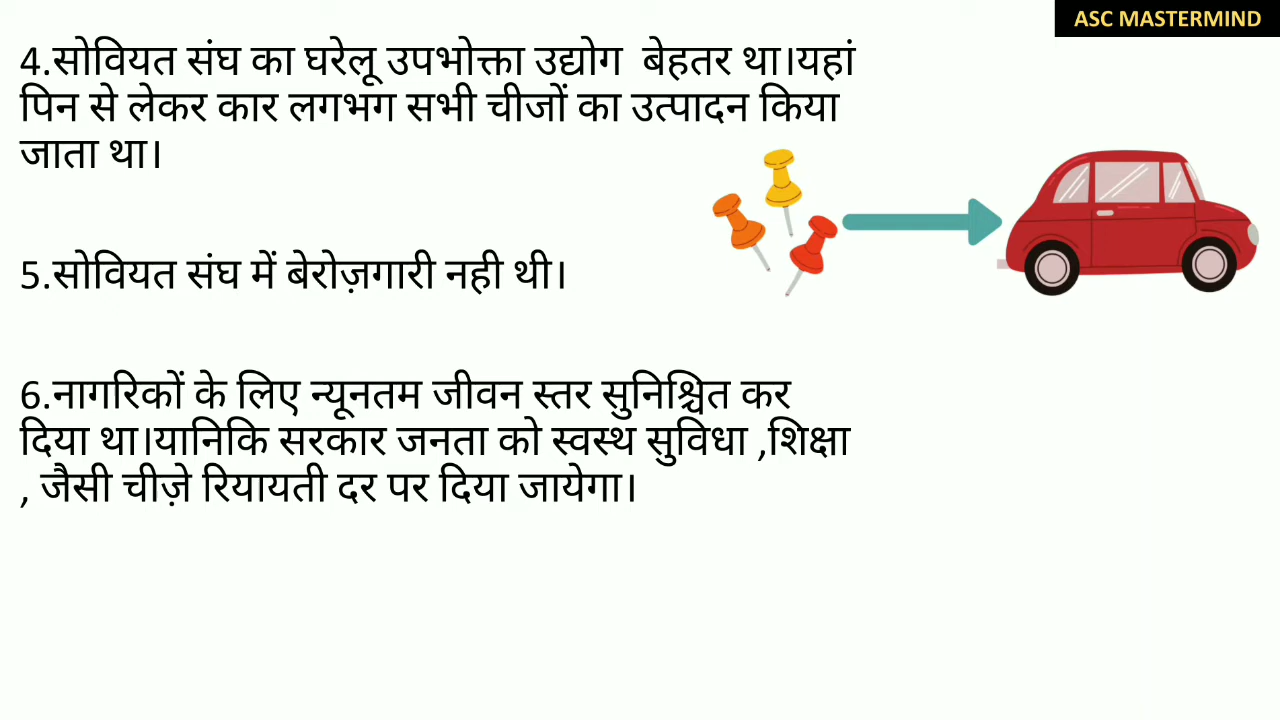 ASC MASTERMIND
4.सोवियत संघ का घरेलू उपभोक्ता उद्योग  बेहतर था।यहां
पिन से लेकर कार लगभग सभी चीजों का उत्पादन किया
जाता था।
5.सोवियत संघ में बेरोज़गारी नही थी।
6.नागरिकों के लिए न्यूनतम जीवन स्तर सुनिश्चित कर
दिया था।यानिकि सरकार जनता को स्वस्थ सुविधा ,शिक्षा
, जैसी चीज़े रियायती दर पर दिया जायेगा।